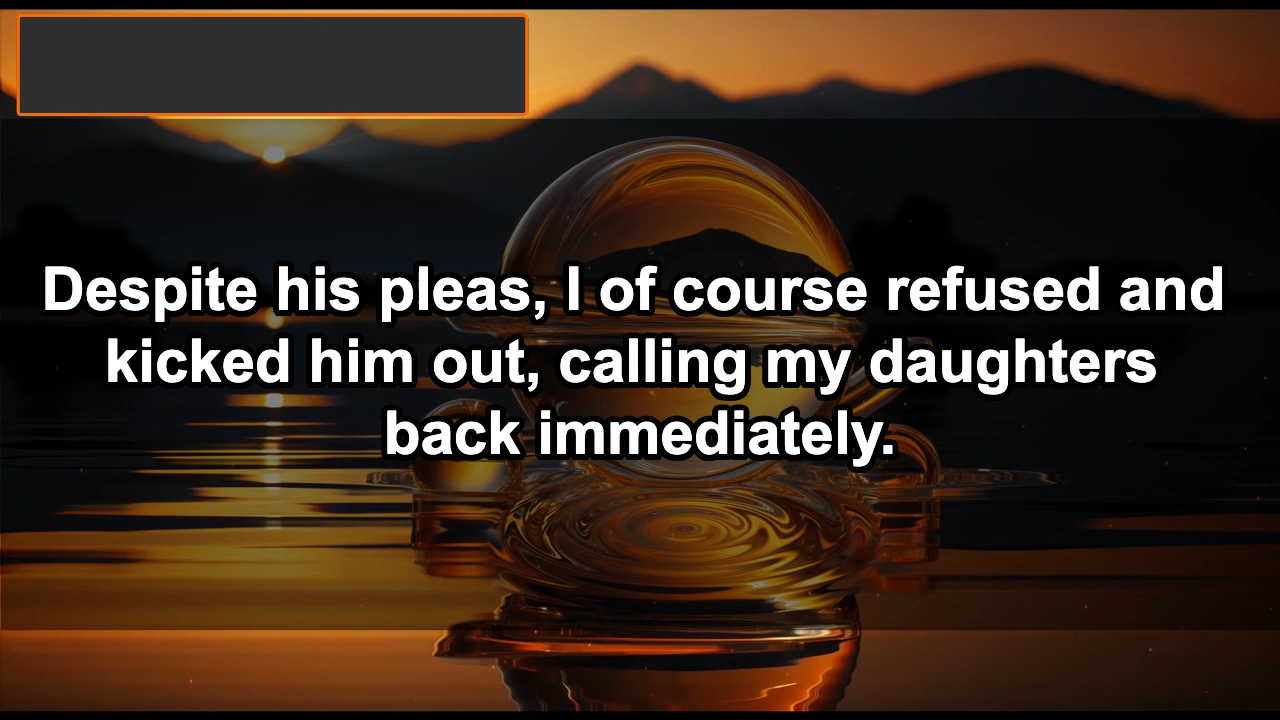 Despite his pleas, I of course refused and
kicked him out, calling my daughters
back immediately.